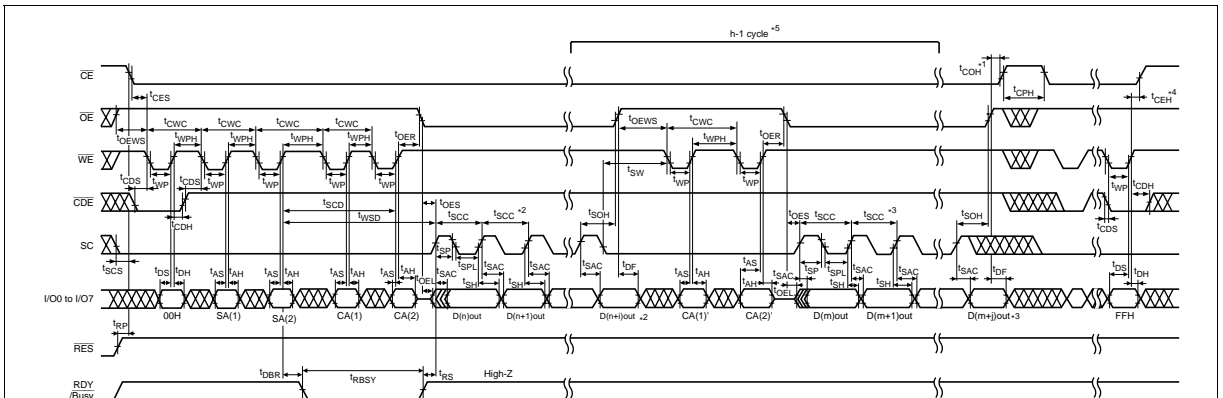 h-1 cycle *5
CE
tCOH*1
tCPH
tCES
tCEH*4
OE
tOEWS tCWC tCWC tCWC tCWC tOER tOEWS tCWC tOER
tWPH tWPH tWPH tWPH tWPH
WE
tCDS tWP tCDS tWP tWP tWP tWP tSW tWP tWP tWP tCDH
CDE
tCDH tSCD tWSD tOES tSCC tSCC *2 tSOH tOES tSCC tSCC *3 tSOH tCDS
SC
tSCS tSP tSPL tSP tSPL
tDS tDH tAS tAH tAS tAH tAS tAH tAS tAH tOEL tSAC tSH tSAC tSH tSAC tSAC tDF tAS tAH tAS tAH tSAC tOEL tSH tSAC tSH tSAC tSAC tDF tDS tDH
I/O0 to I/O7
00H SA(1) SA(2) CA(1) CA(2) D(n)out D(n+1)out D(n+i)out *2 CA(1)' CA(2)' D(m)out D(m+1)out D(m+j)out*3 FFH
tRP
RES
tDBR tRBSY tRS High-Z
RDY
/Busy